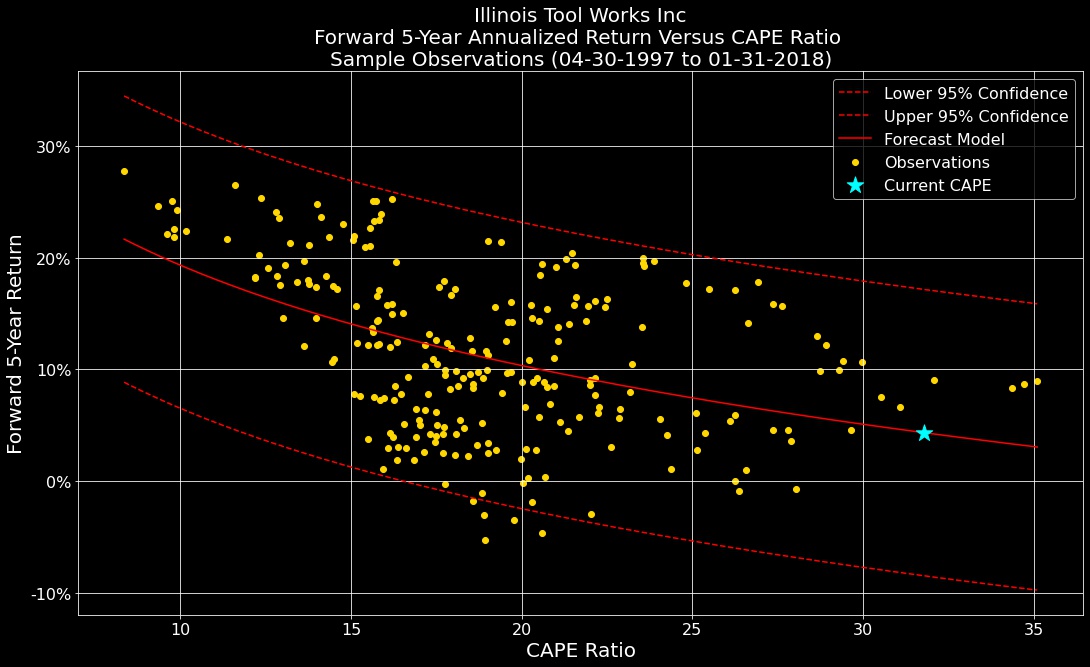 Illinois Tool Works Inc
Forward 5-Year Annualized Return Versus CAPE Ratio
Sample Observations (04-30-1997 to 01-31-2018)
Lower 95% Confidence
Upper 95% Confidence
Forecast Model
Observations
Current CAPE
Forward 5-Year Return
30%
20%
10%
0%
-10%
10 15 20 25 30 35
CAPE Ratio